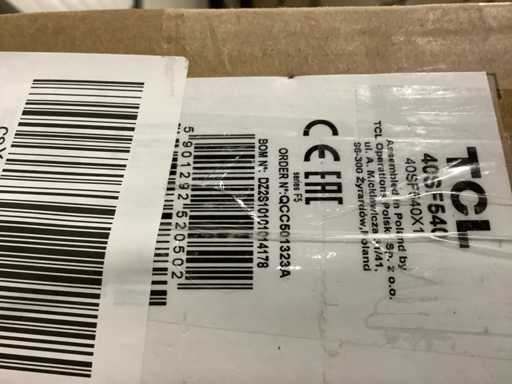 TCL
40SF540
40SF540X1
Assembled in Poland by
TCL Operations Polska Sp. z o.o.
ul. A. Mickiewicza 31/41,
96-300 Żyrardów, Poland
CE EAC
series F5
ORDER Nº:QCC501323A
BOM Nº:
5901292520502